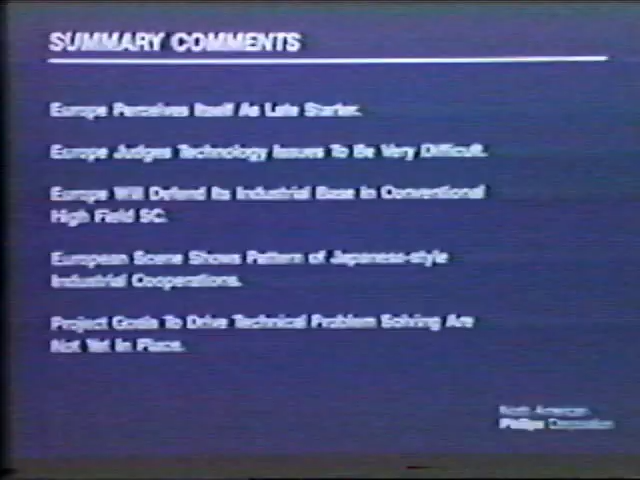 SUMMARY COMMENTS
Europe Perceives Itself As Late Starter.
Europe Judges Technology Issues To Be Very Difficult.
Europe Will Defend Its Industrial Base In Conventional
High Field SC.
European Scene Shows Pattern of Japanese-style
Industrial Cooperations.
Project Goals To Drive Technical Problem Solving Are
Not Yet In Place.
North American
Philips Corporation